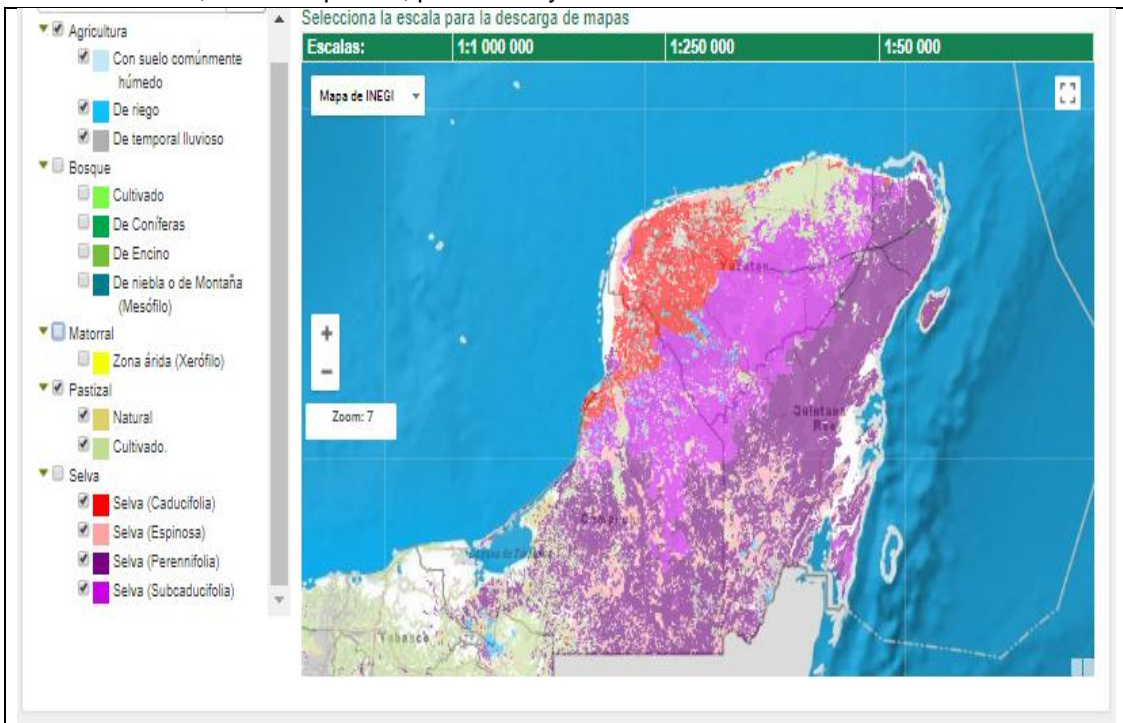 Selecciona la escala para la descarga de mapas
Escalas: 1:1 000 000 1:250 000 1:50 000
Agricultura
Con suelo comúnmente
húmedo
De riego
De temporal lluvioso
Bosque
Cultivado
De Coníferas
De Encino
De niebla o de Montaña
(Mesófilo)
Matorral
Zona árida (Xerófilo)
Pastizal
Natural
Cultivado.
Selva
Selva (Caducifolia)
Selva (Espinosa)
Selva (Perennifolia)
Selva (Subcaducifolia)
Mapa de INEGI
+
−
Zoom: 7
Yucatán
Quintana
Roo
Tabasco